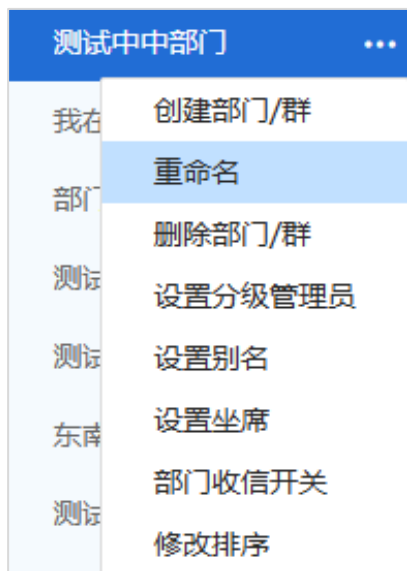 测试中中部门 •••
创建部门/群
重命名
删除部门/群
设置分级管理员
设置别名
设置坐席
部门收信开关
修改排序
我在
部门
测试
测试
东南
测试